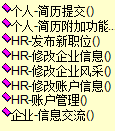 个人-简历提交()
个人-简历附加功能..
HR-发布新职位()
HR-修改企业信息()
HR-修改企业风采()
HR-修改账户信息()
HR-账户管理()
企业-信息交流()